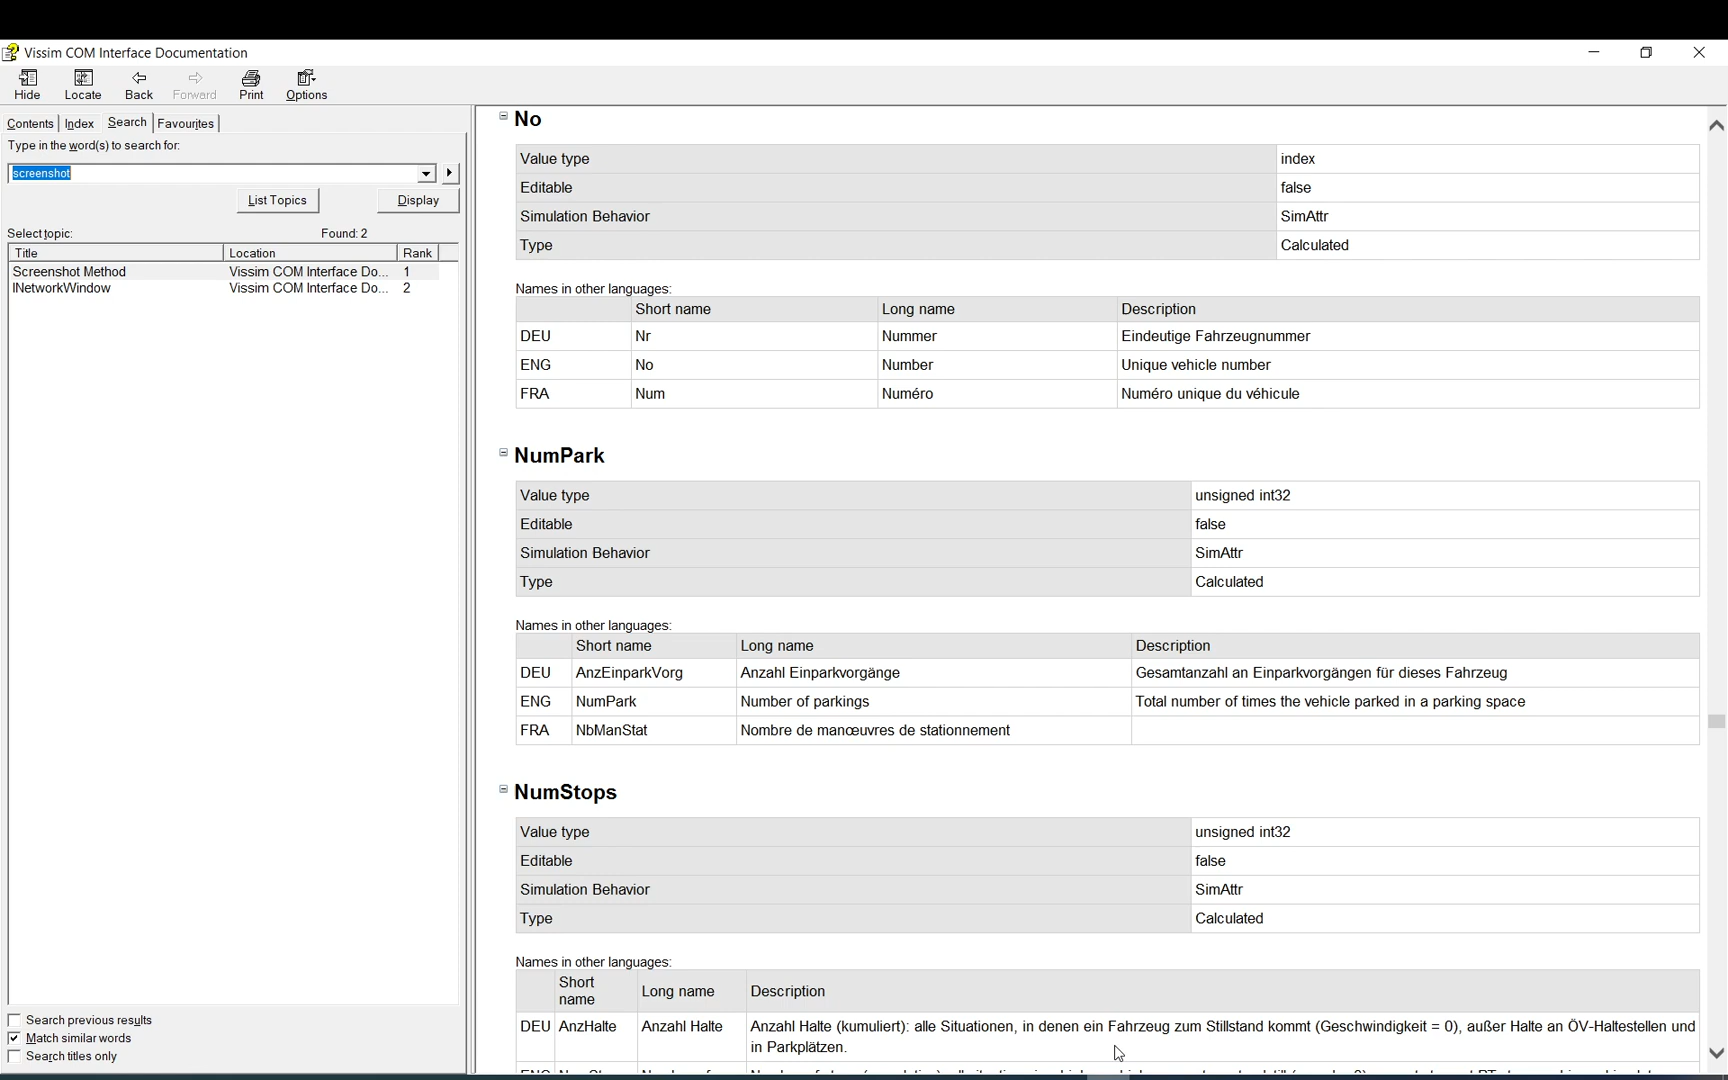 Vissim COM Interface Documentation
Hide Locate Back Forward Print Options
Contents Index Search Favourites
Type in the word(s) to search for:
screenshot
List Topics Display
Select topic: Found: 2
Title Location Rank
Screenshot Method Vissim COM Interface Do... 1
INetworkWindow Vissim COM Interface Do... 2
Search previous results
Match similar words
Search titles only
No
Value type index
Editable false
Simulation Behavior SimAttr
Type Calculated
Names in other languages:
Short name Long name Description
DEU Nr Nummer Eindeutige Fahrzeugnummer
ENG No Number Unique vehicle number
FRA Num Numéro Numéro unique du véhicule
NumPark
Value type unsigned int32
Editable false
Simulation Behavior SimAttr
Type Calculated
Names in other languages:
Short name Long name Description
DEU AnzEinparkVorg Anzahl Einparkvorgänge Gesamtanzahl an Einparkvorgängen für dieses Fahrzeug
ENG NumPark Number of parkings Total number of times the vehicle parked in a parking space
FRA NbManStat Nombre de manœuvres de stationnement
NumStops
Value type unsigned int32
Editable false
Simulation Behavior SimAttr
Type Calculated
Names in other languages:
Short
name Long name Description
DEU AnzHalte Anzahl Halte Anzahl Halte (kumuliert): alle Situationen, in denen ein Fahrzeug zum Stillstand kommt (Geschwindigkeit = 0), außer Halte an ÖV-Haltestellen und
in Parkplätzen.